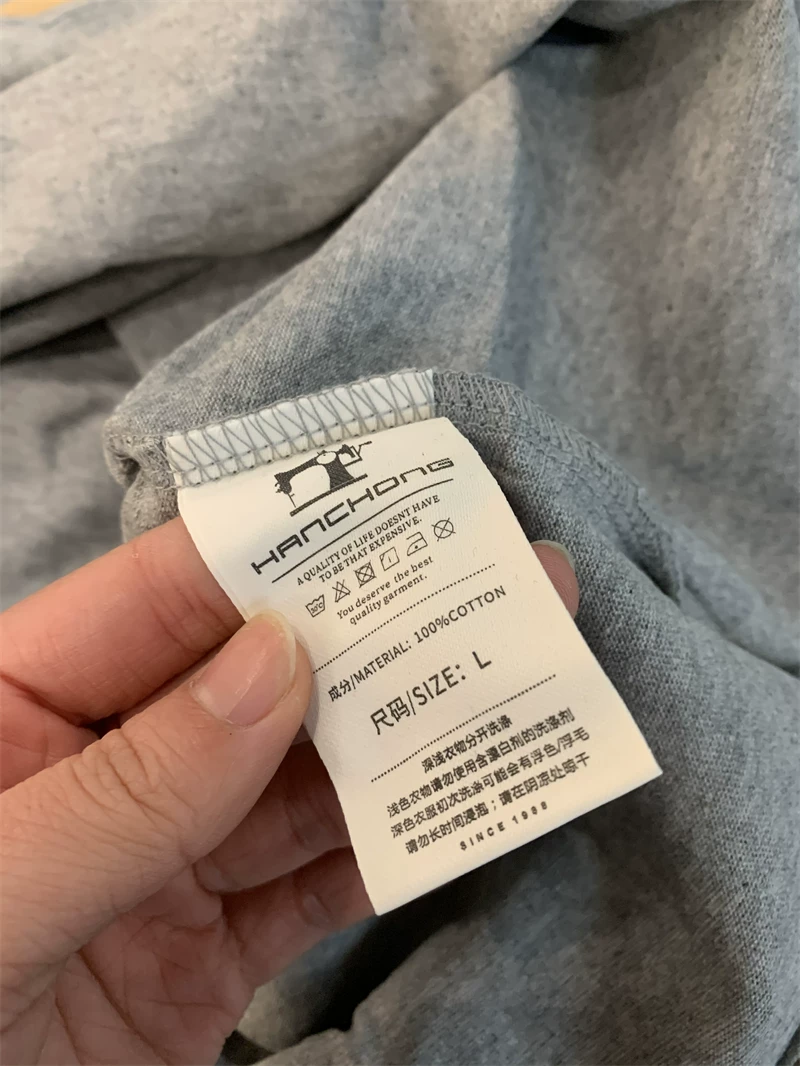 HANCHONG
A QUALITY OF LIFE DOESNT HAVE
TO BE THAT EXPENSIVE.
30°C
You deserve the best
quality garment.
成分/MATERIAL: 100%COTTON
尺码/SIZE: L
深浅衣物分开洗涤
浅色衣物请勿使用含漂白剂的洗涤剂
深色衣服初次洗涤可能会有浮色/浮毛
请勿长时间浸泡；请在阴凉处晾干
SINCE 1988